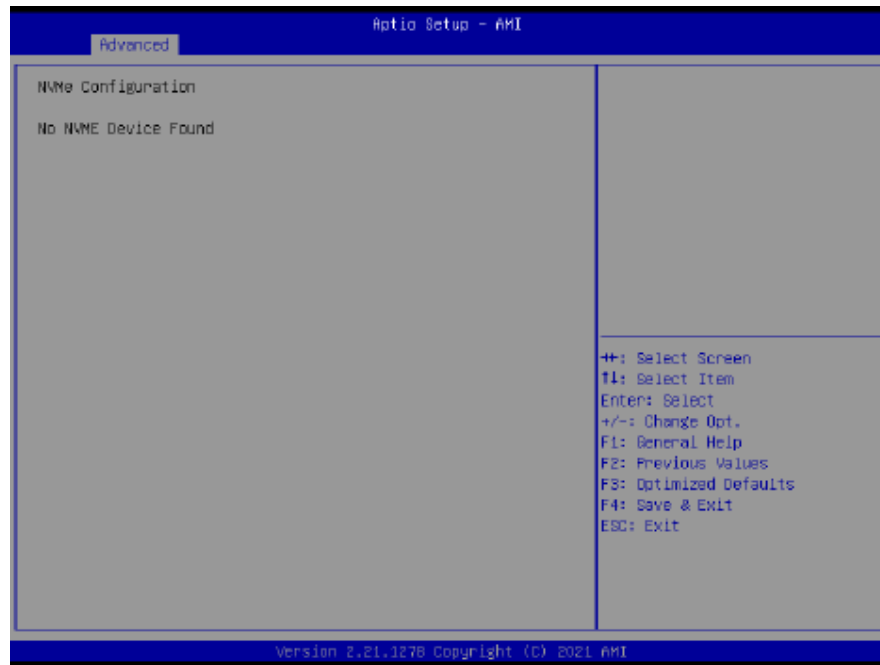 Aptio Setup - AMI
Advanced
NVMe Configuration
No NVME Device Found
→←: Select Screen
↑↓: Select Item
Enter: Select
+/-: Change Opt.
F1: General Help
F2: Previous Values
F3: Optimized Defaults
F4: Save & Exit
ESC: Exit
Version 2.21.1278 Copyright (C) 2021 AMI